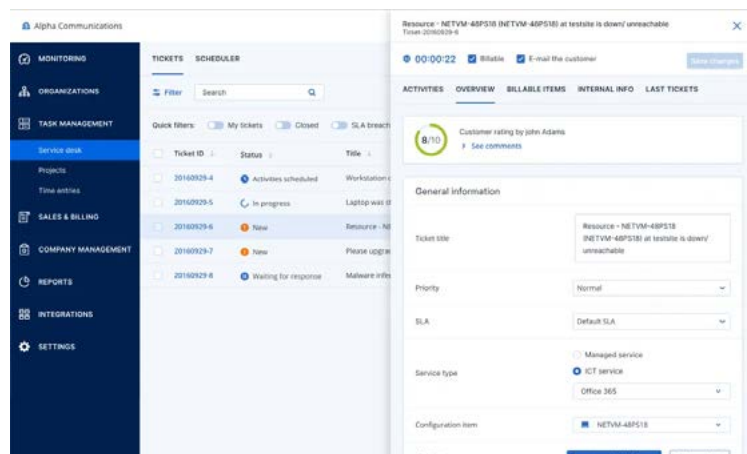 Alpha Communications
MONITORING
ORGANIZATIONS
TASK MANAGEMENT
Service desk
Projects
Time entries
SALES & BILLING
COMPANY MANAGEMENT
REPORTS
INTEGRATIONS
SETTINGS
TICKETS SCHEDULER
Filter Search
Quick filters: My tickets Closed SLA breach
Ticket ID Status Title
20160929-4 Activities scheduled Workstation
20160929-5 In progress Laptop was
20160929-6 New Resource - N
20160929-7 New Please upgra
20160929-8 Waiting for response Malware infe
Resource - NETVM-48PS18 (NETVM-48PS18) at testsite is down/ unreachable
Ticket 20160929-6
00:00:22 Billable E-mail the customer Save changes
ACTIVITIES OVERVIEW BILLABLE ITEMS INTERNAL INFO LAST TICKETS
8/10 Customer rating by John Adams
See comments
General information
Ticket title
Resource - NETVM-48PS18
(NETVM-48PS18) at testsite is down/
unreachable
Priority Normal
SLA Default SLA
Managed service
Service type ICT service
Office 365
Configuration item NETVM-48PS18